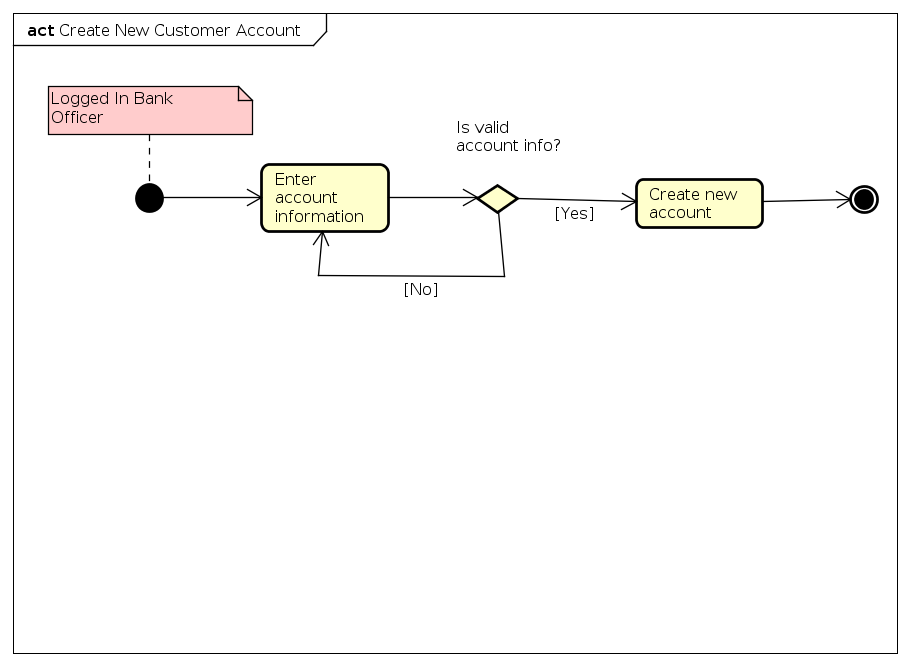 act Create New Customer Account
Logged In Bank
Officer
Is valid
account info?
Enter
account
information
Create new
account
[Yes]
[No]